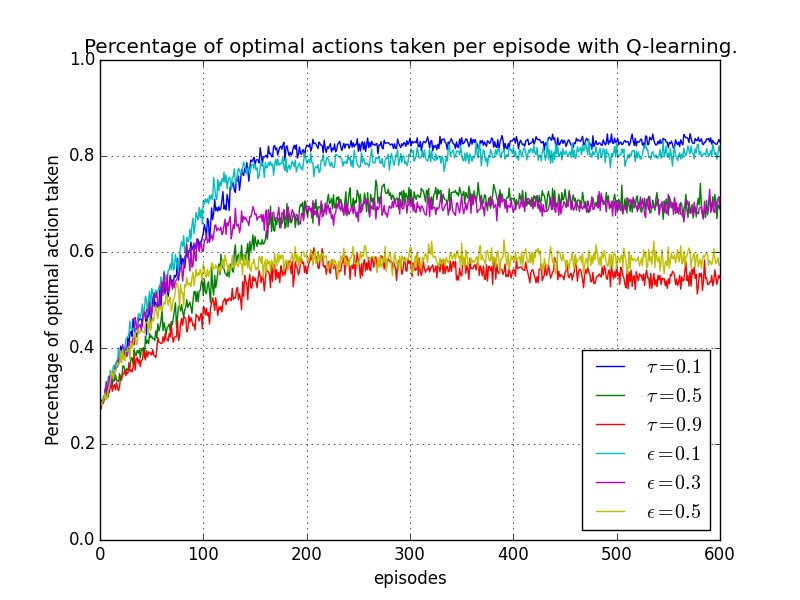 Percentage of optimal actions taken per episode with Q-learning.
Percentage of optimal action taken
1.0
0.8
0.6
0.4
0.2
0.0
0 100 200 300 400 500 600
episodes
τ=0.1
τ=0.5
τ=0.9
ϵ=0.1
ϵ=0.3
ϵ=0.5